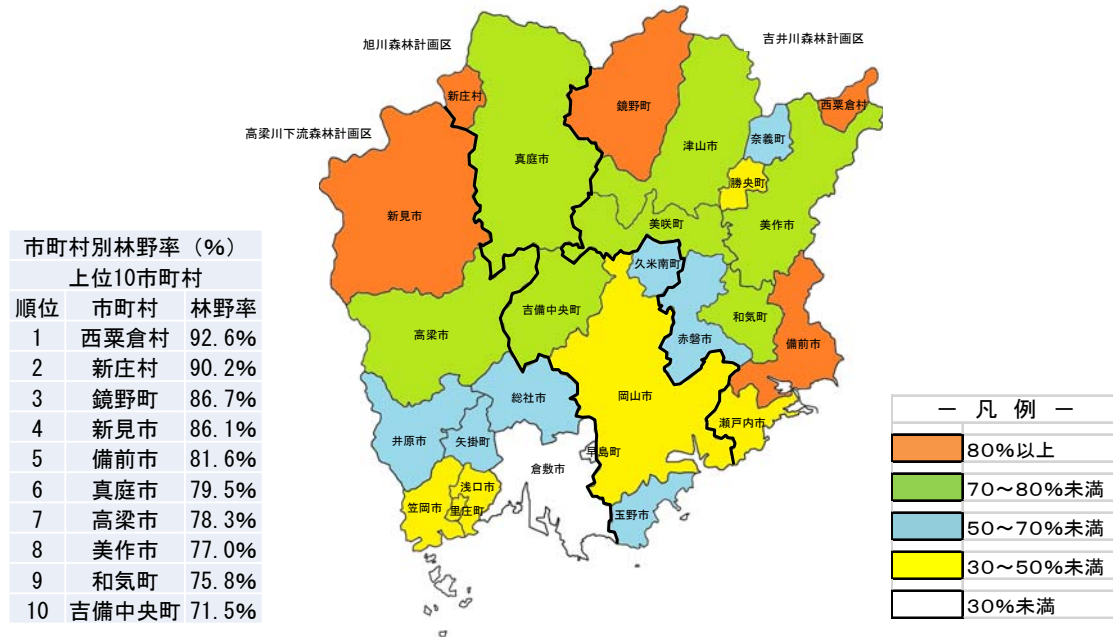 旭川森林計画区
吉井川森林計画区
高梁川下流森林計画区
新庄村
鏡野町
西粟倉村
奈義町
津山市
真庭市
勝央町
新見市
美咲町
美作市
久米南町
吉備中央町
和気町
高梁市
赤磐市
備前市
総社市
岡山市
井原市
矢掛町
瀬戸内市
早島町
倉敷市
浅口市
笠岡市
里庄町
玉野市
市町村別林野率（%）
上位10市町村
順位 市町村 林野率
1 西粟倉村 92.6%
2 新庄村 90.2%
3 鏡野町 86.7%
4 新見市 86.1%
5 備前市 81.6%
6 真庭市 79.5%
7 高梁市 78.3%
8 美作市 77.0%
9 和気町 75.8%
10 吉備中央町 71.5%
― 凡 例 ―
80%以上
70～80%未満
50～70%未満
30～50%未満
30%未満